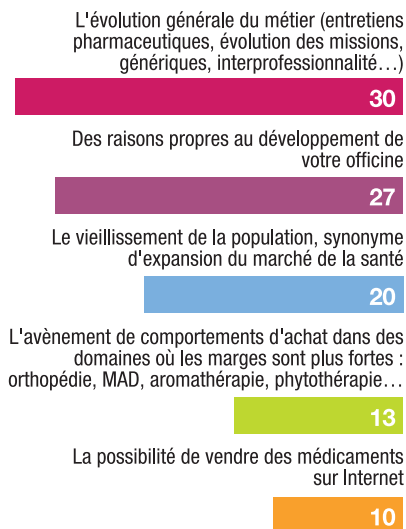 L'évolution générale du métier (entretiens
pharmaceutiques, évolution des missions,
génériques, interprofessionnalité…)
30
Des raisons propres au développement de
votre officine
27
Le vieillissement de la population, synonyme
d'expansion du marché de la santé
20
L'avènement de comportements d'achat dans des
domaines où les marges sont plus fortes :
orthopédie, MAD, aromathérapie, phytothérapie…
13
La possibilité de vendre des médicaments
sur Internet
10